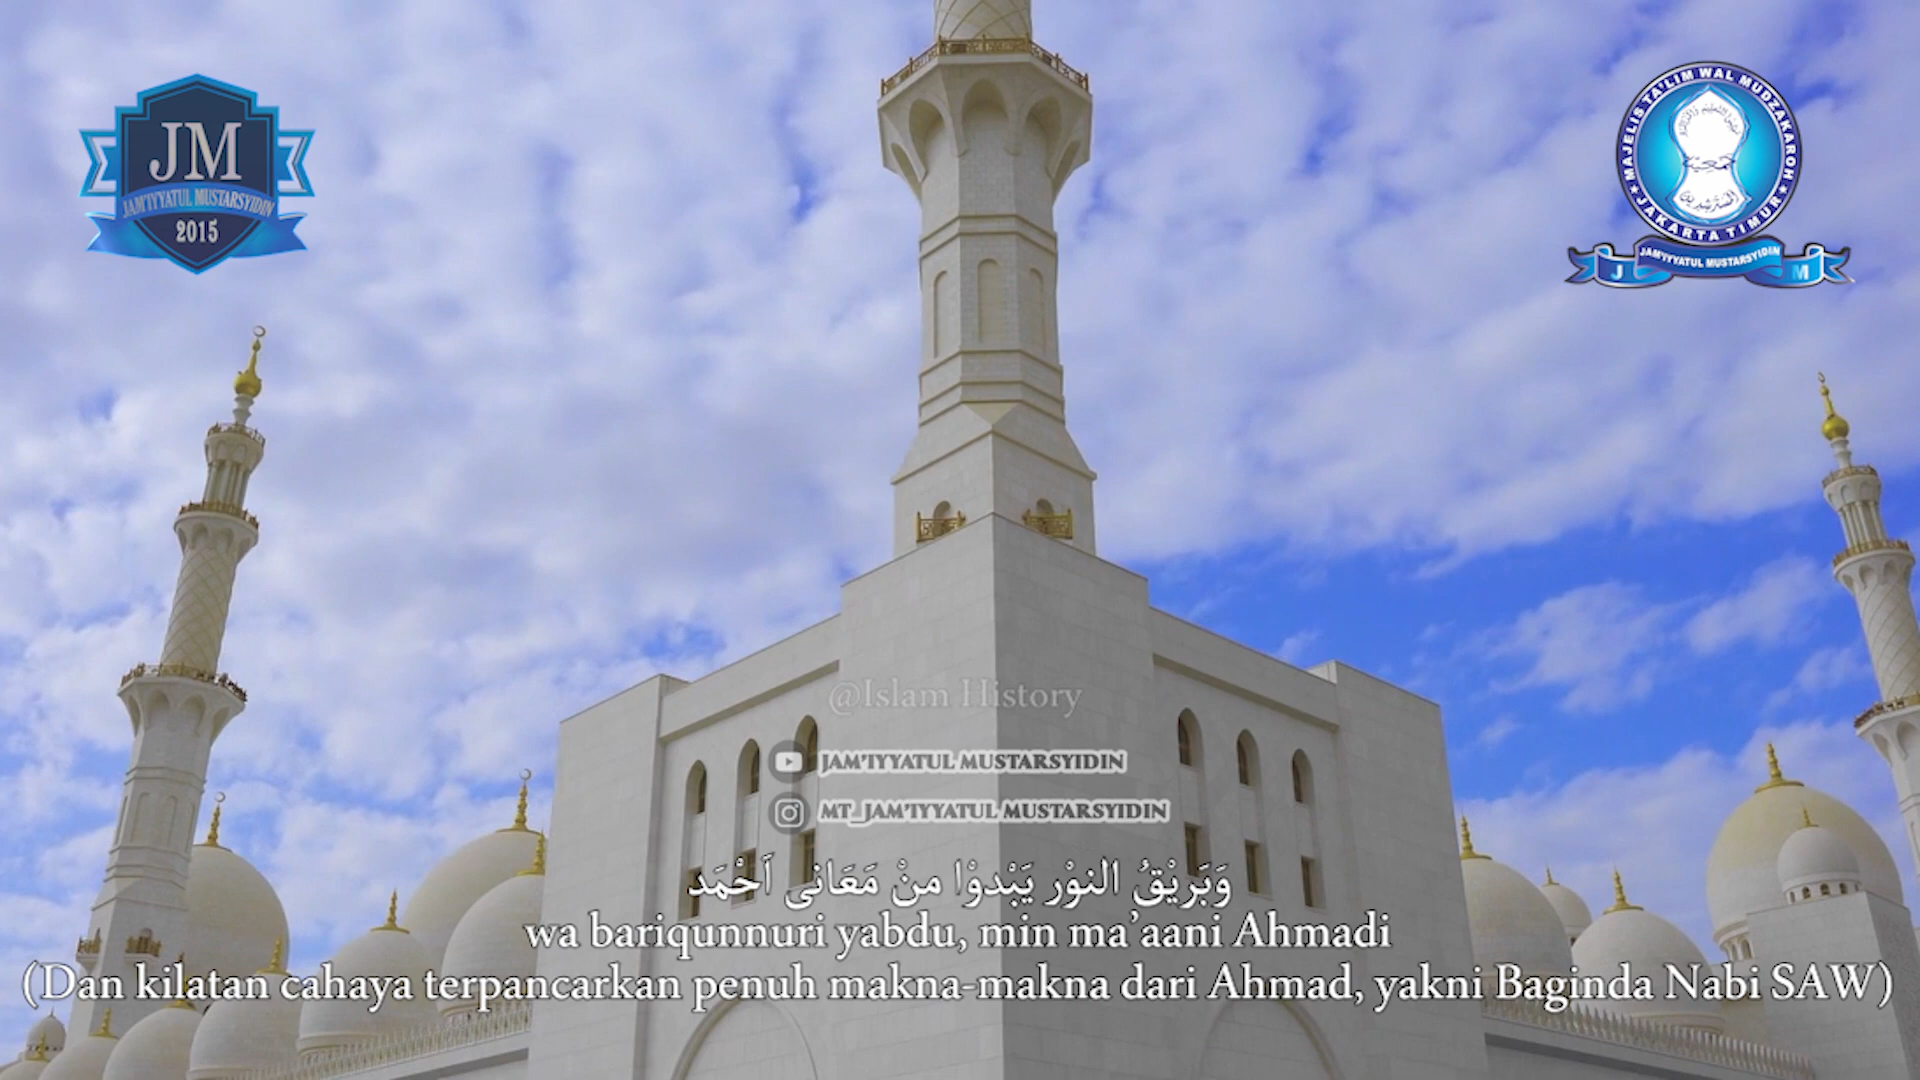 JM
JAM'IYYATUL MUSTARSYIDIN
2015
MAJELIS TA'LIM WAL MUDZAKAROH
JAKARTA TIMUR
JAM'IYYATUL MUSTARSYIDIN
J M
@Islam History
JAM'IYYATUL MUSTARSYIDIN
MT_JAM'IYYATUL MUSTARSYIDIN
وَبَرِيْقُ النوْرِ يَبْدوْا مِنْ مَعَانِى آَحْمَدِ
wa bariqunnuri yabdu, min ma’aani Ahmadi
(Dan kilatan cahaya terpancarkan penuh makna-makna dari Ahmad, yakni Baginda Nabi SAW)